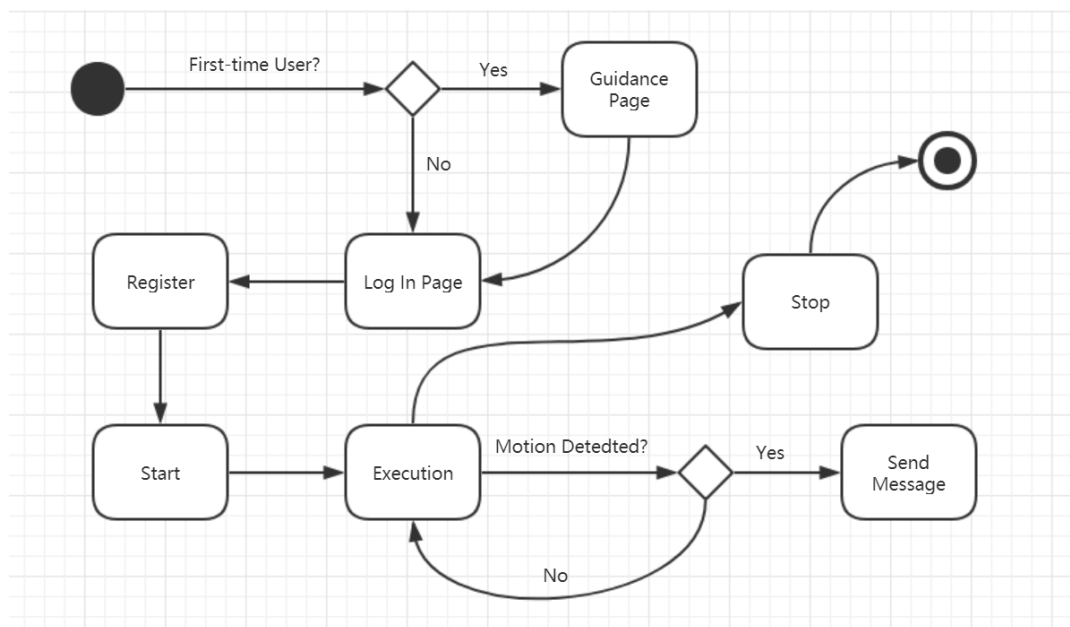 First-time User?
Yes
Guidance
Page
No
Register
Log In Page
Stop
Start
Execution
Motion Detedted?
Yes
Send
Message
No